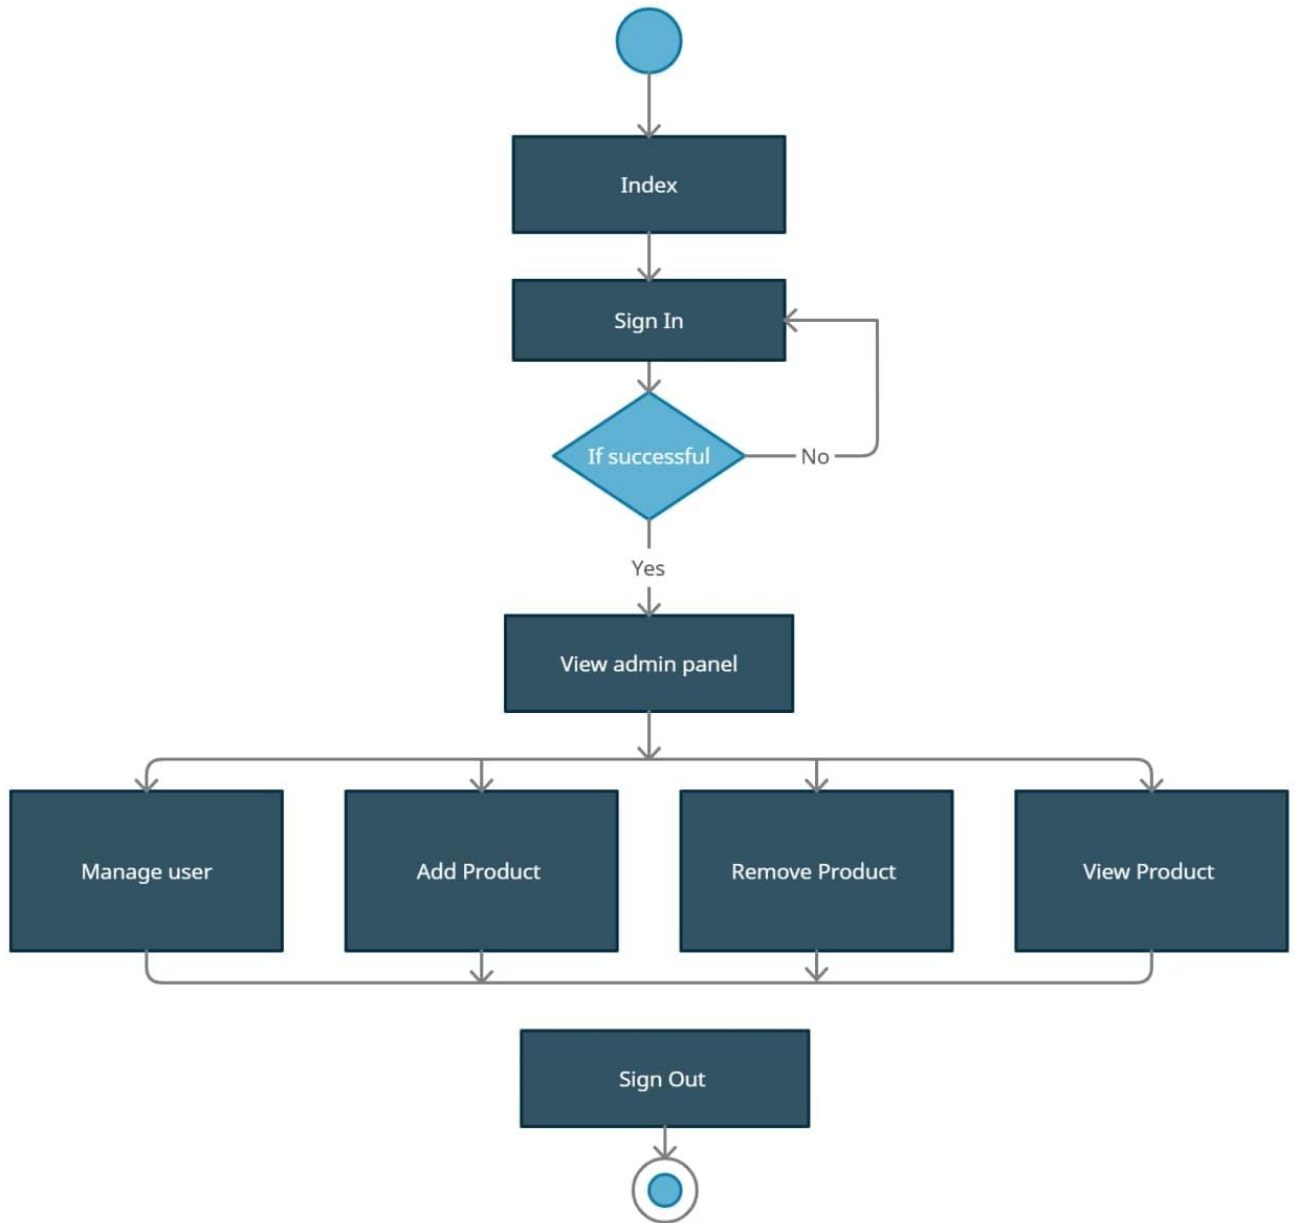 Index
Sign In
If successful
No
Yes
View admin panel
Manage user
Add Product
Remove Product
View Product
Sign Out